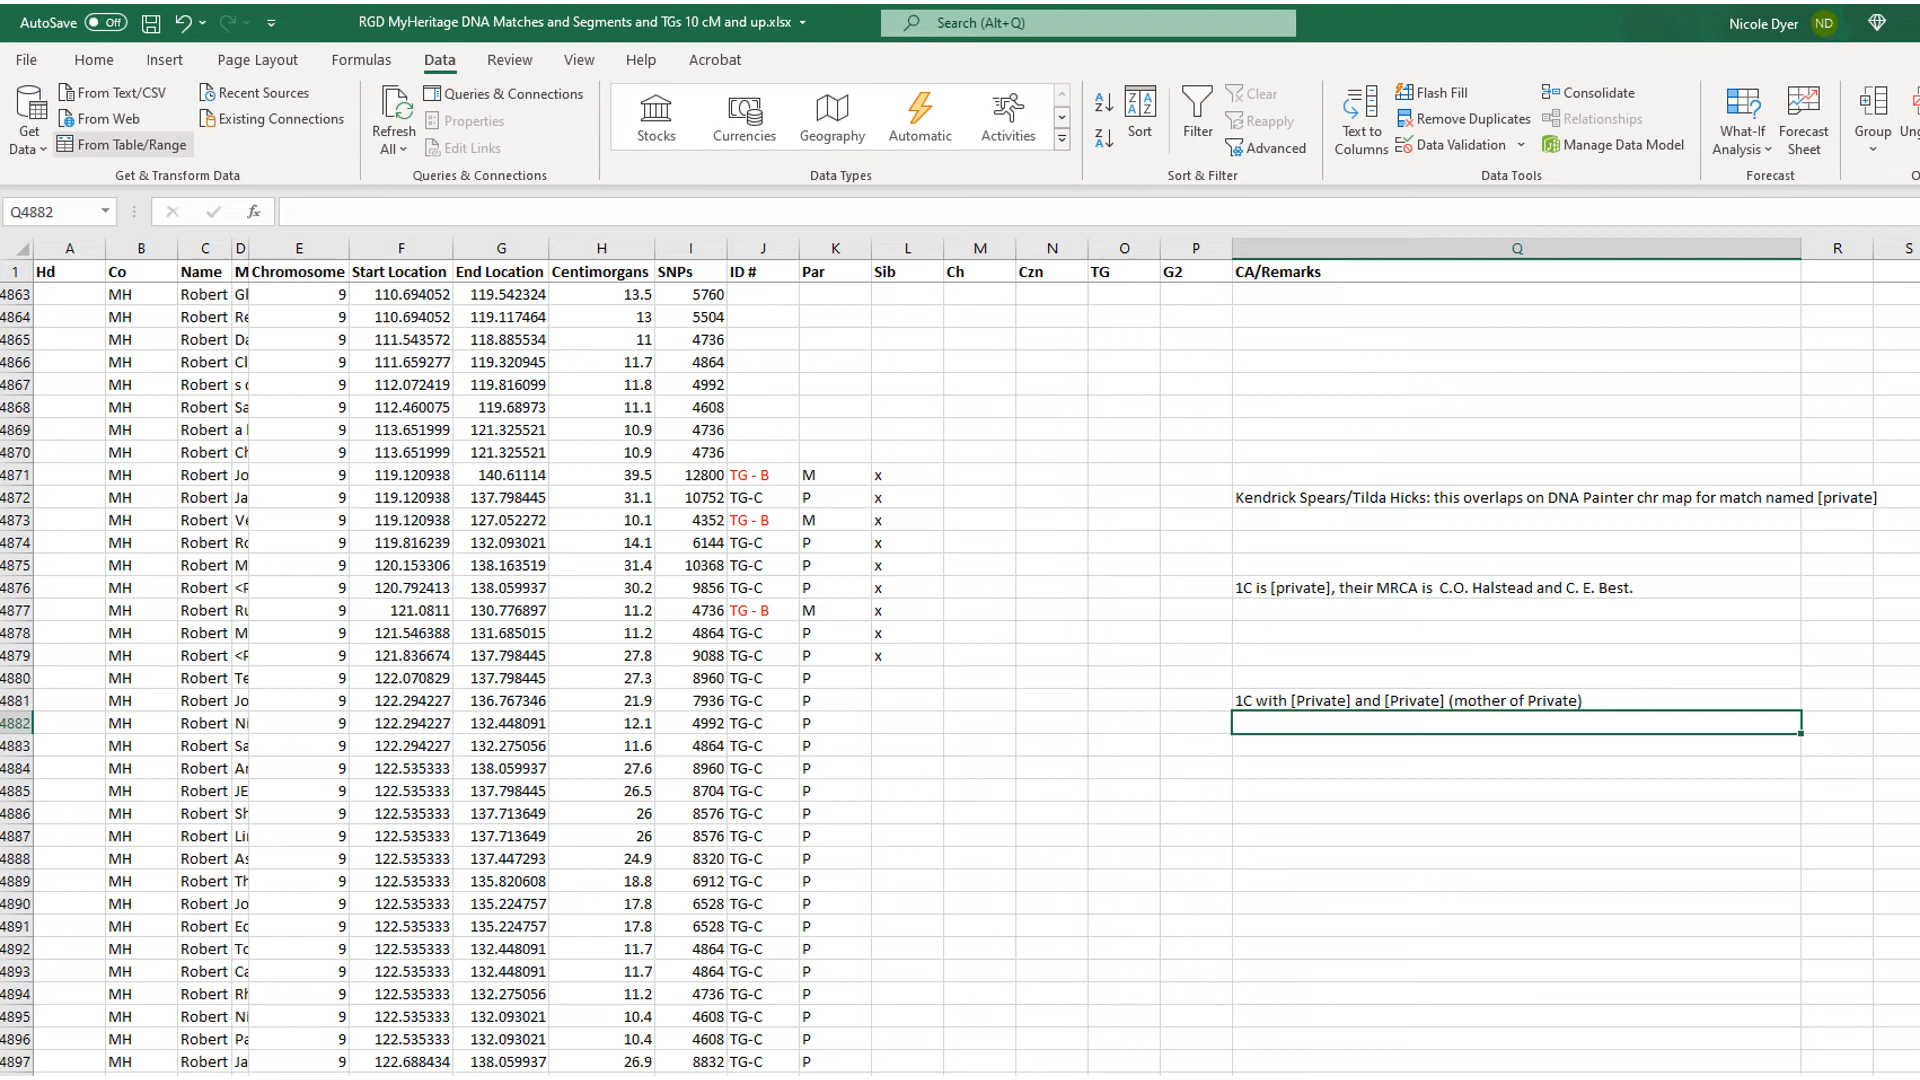 AutoSave Off RGD MyHeritage DNA Matches and Segments and TGs 10 cM and up.xlsx Search (Alt+Q) Nicole Dyer ND
File Home Insert Page Layout Formulas Data Review View Help Acrobat
Get Data
From Text/CSV
From Web
From Table/Range
Recent Sources
Existing Connections
Get & Transform Data
Refresh All
Queries & Connections
Properties
Edit Links
Queries & Connections
Stocks Currencies Geography Automatic Activities
Data Types
Sort
Filter
Clear
Reapply
Advanced
Sort & Filter
Text to Columns
Flash Fill
Remove Duplicates
Data Validation
Consolidate
Relationships
Manage Data Model
Data Tools
What-If Analysis
Forecast Sheet
Forecast
Group
Q4882 fx
A B C D E F G H I J K L M N O P Q R S
1 Hd Co Name M Chromosome Start Location End Location Centimorgans SNPs ID # Par Sib Ch Czn TG G2 CA/Remarks
4863 MH Robert Gl 9 110.694052 119.542324 13.5 5760
4864 MH Robert Re 9 110.694052 119.117464 13 5504
4865 MH Robert Da 9 111.543572 118.885534 11 4736
4866 MH Robert Cl 9 111.659277 119.320945 11.7 4864
4867 MH Robert s c 9 112.072419 119.816099 11.8 4992
4868 MH Robert Sa 9 112.460075 119.68973 11.1 4608
4869 MH Robert a 9 113.651999 121.325521 10.9 4736
4870 MH Robert Ch 9 113.651999 121.325521 10.9 4736
4871 MH Robert Jo 9 119.120938 140.61114 39.5 12800 TG - B M x
4872 MH Robert Ja 9 119.120938 137.798445 31.1 10752 TG-C P x Kendrick Spears/Tilda Hicks: this overlaps on DNA Painter chr map for match named [private]
4873 MH Robert Ve 9 119.120938 127.052272 10.1 4352 TG - B M x
4874 MH Robert Ro 9 119.816239 132.093021 14.1 6144 TG-C P x
4875 MH Robert M 9 120.153306 138.163519 31.4 10368 TG-C P x
4876 MH Robert <P 9 120.792413 138.059937 30.2 9856 TG-C P x 1C is [private], their MRCA is C.O. Halstead and C. E. Best.
4877 MH Robert Ru 9 121.0811 130.776897 11.2 4736 TG - B M x
4878 MH Robert M 9 121.546388 131.685015 11.2 4864 TG-C P x
4879 MH Robert <P 9 121.836674 137.798445 27.8 9088 TG-C P x
4880 MH Robert Te 9 122.070829 137.798445 27.3 8960 TG-C P
4881 MH Robert Jo 9 122.294227 136.767346 21.9 7936 TG-C P 1C with [Private] and [Private] (mother of Private)
4882 MH Robert Ni 9 122.294227 132.448091 12.1 4992 TG-C P
4883 MH Robert Sa 9 122.294227 132.275056 11.6 4864 TG-C P
4884 MH Robert Ar 9 122.535333 138.059937 27.6 8960 TG-C P
4885 MH Robert JE 9 122.535333 137.798445 26.5 8704 TG-C P
4886 MH Robert Sh 9 122.535333 137.713649 26 8576 TG-C P
4887 MH Robert Li 9 122.535333 137.713649 26 8576 TG-C P
4888 MH Robert As 9 122.535333 137.447293 24.9 8320 TG-C P
4889 MH Robert Th 9 122.535333 135.820608 18.8 6912 TG-C P
4890 MH Robert Jo 9 122.535333 135.224757 17.8 6528 TG-C P
4891 MH Robert Ec 9 122.535333 135.224757 17.8 6528 TG-C P
4892 MH Robert To 9 122.535333 132.448091 11.7 4864 TG-C P
4893 MH Robert Ca 9 122.535333 132.448091 11.7 4864 TG-C P
4894 MH Robert Rh 9 122.535333 132.275056 11.2 4736 TG-C P
4895 MH Robert Ni 9 122.535333 132.093021 10.4 4608 TG-C P
4896 MH Robert Pa 9 122.535333 132.093021 10.4 4608 TG-C P
4897 MH Robert Ja 9 122.688434 138.059937 26.9 8832 TG-C P